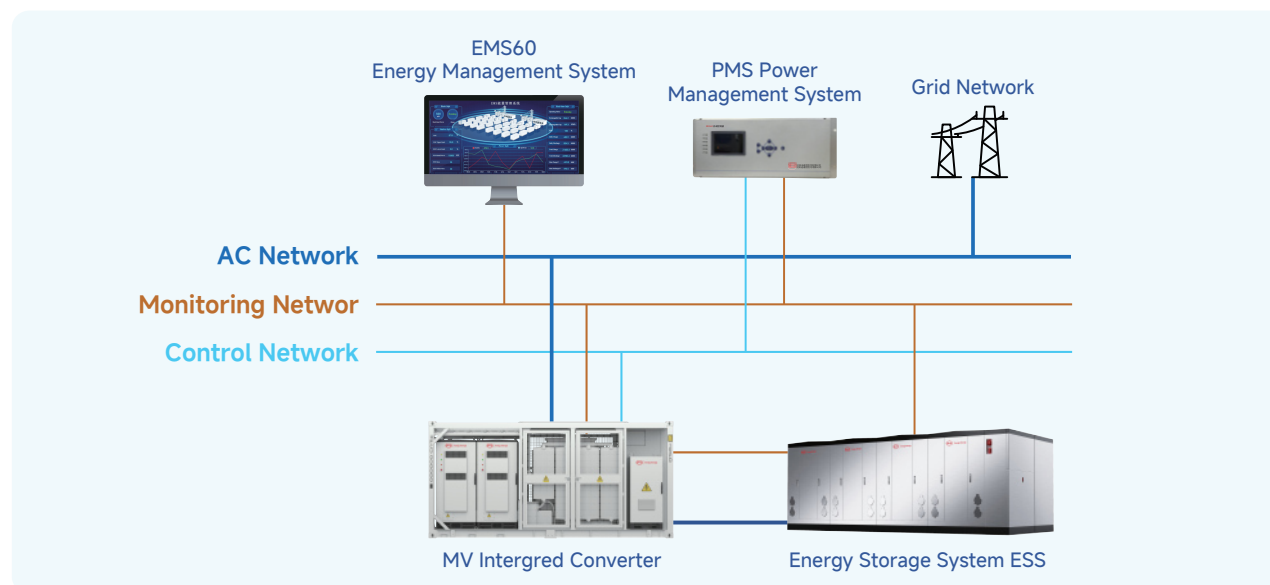 EMS60
Energy Management System
PMS Power
Management System
Grid Network
AC Network
Monitoring Networ
Control Network
MV Intergred Converter
Energy Storage System ESS